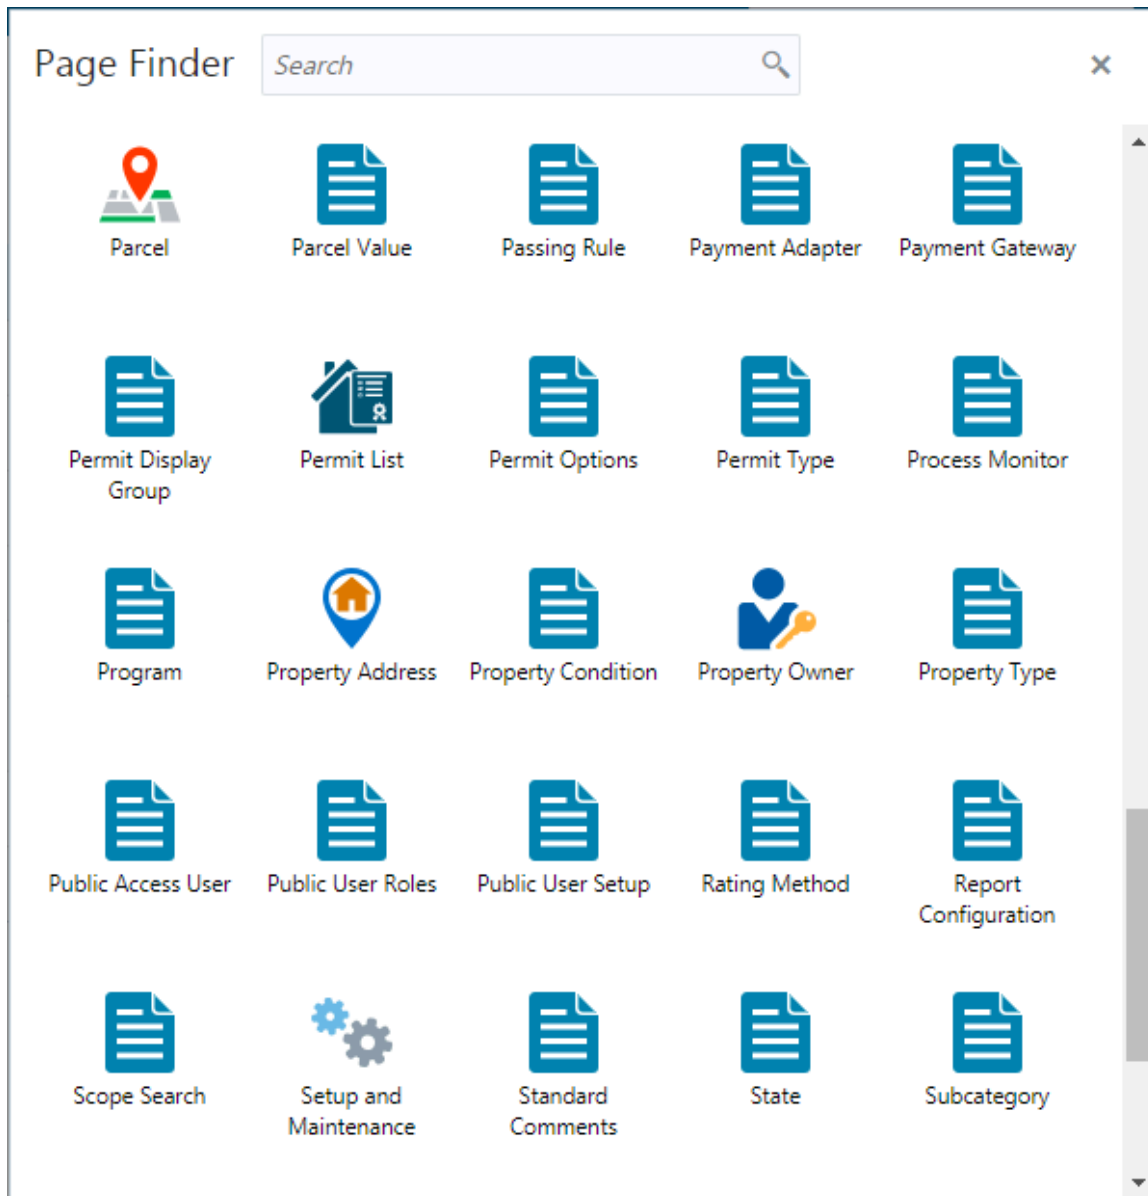 Page Finder
Search
Parcel
Parcel Value
Passing Rule
Payment Adapter
Payment Gateway
Permit Display
Group
Permit List
Permit Options
Permit Type
Process Monitor
Program
Property Address
Property Condition
Property Owner
Property Type
Public Access User
Public User Roles
Public User Setup
Rating Method
Report
Configuration
Scope Search
Setup and
Maintenance
Standard
Comments
State
Subcategory